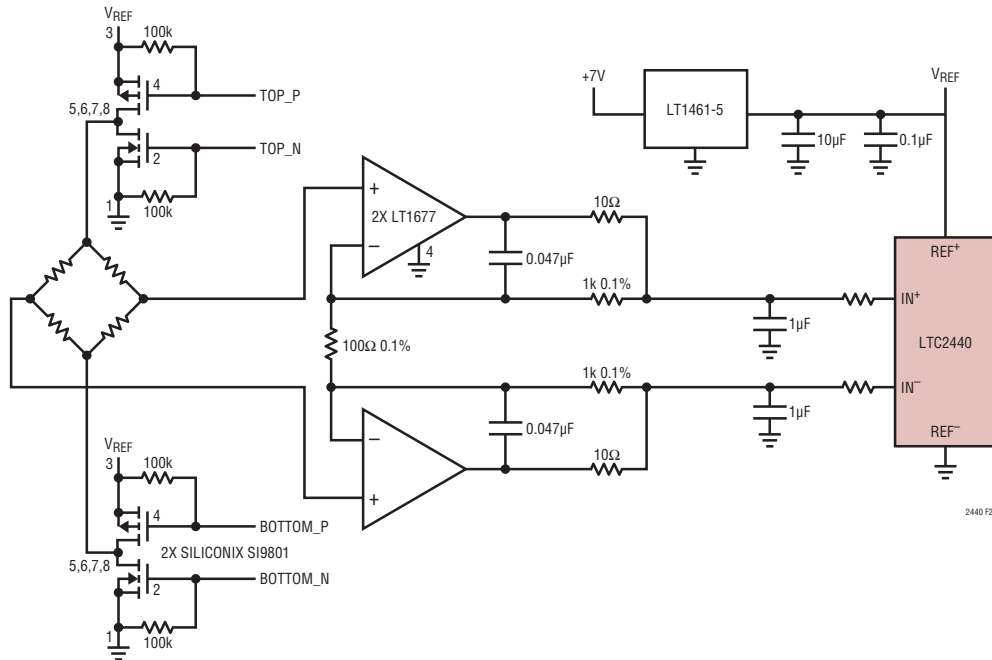 VREF
3
100k
4
TOP_P
5,6,7,8
TOP_N
2
1
100k
+7V
LT1461-5
VREF
10µF
0.1µF
+
2X LT1677
−
4
10Ω
0.047µF
1k 0.1%
REF+
IN+
1µF
LTC2440
100Ω 0.1%
1k 0.1%
IN−
1µF
REF−
−
0.047µF
10Ω
+
VREF
3
100k
4
BOTTOM_P
2X SILICONIX SI9801
5,6,7,8
BOTTOM_N
2
1
100k
2440 F2